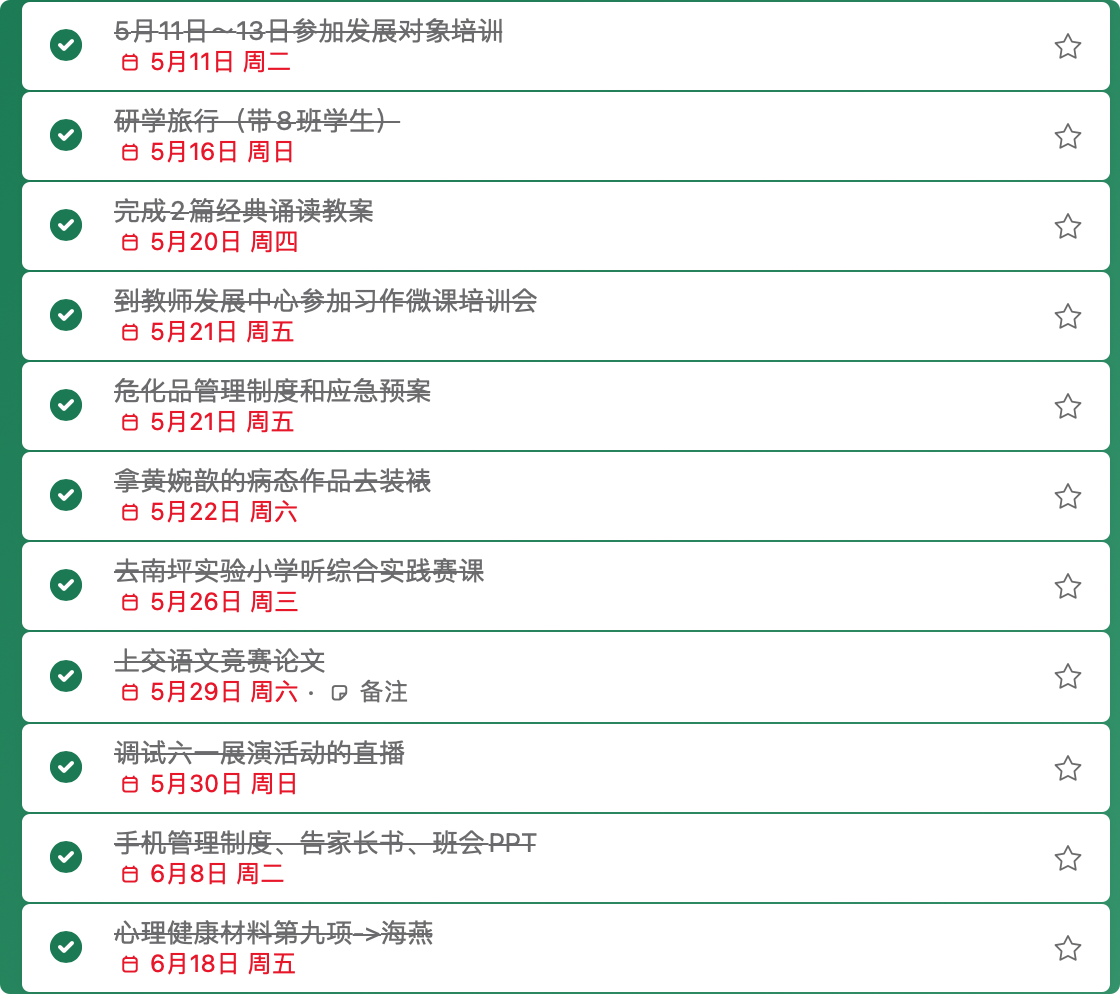 5月11日～13日参加发展对象培训
5月11日 周二
研学旅行（带8班学生）
5月16日 周日
完成2篇经典诵读教案
5月20日 周四
到教师发展中心参加习作微课培训会
5月21日 周五
危化品管理制度和应急预案
5月21日 周五
拿黄婉歆的病态作品去装裱
5月22日 周六
去南坪实验小学听综合实践赛课
5月26日 周三
上交语文竞赛论文
5月29日 周六 · 备注
调试六一展演活动的直播
5月30日 周日
手机管理制度、告家长书、班会PPT
6月8日 周二
心理健康材料第九项->海燕
6月18日 周五